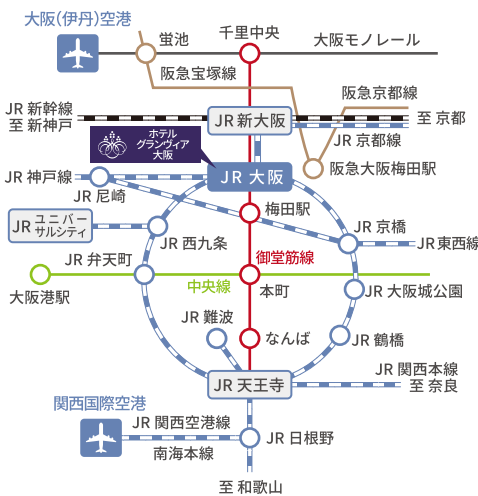 大阪(伊丹)空港
蛍池
千里中央
大阪モノレール
阪急宝塚線
阪急京都線
JR 新幹線
至 新神戸
JR 新大阪
至 京都
JR 京都線
ホテル
グランヴィア
大阪
阪急大阪梅田駅
JR 神戸線
JR 大阪
JR 尼崎
梅田駅
JR ユニバーサルシティ
JR 西九条
JR 京橋
JR 東西線
御堂筋線
JR 弁天町
中央線
本町
大阪港駅
JR 大阪城公園
JR 難波
なんば
JR 鶴橋
JR 関西本線
至 奈良
JR 天王寺
関西国際空港
JR 関西空港線
南海本線
JR 日根野
至 和歌山